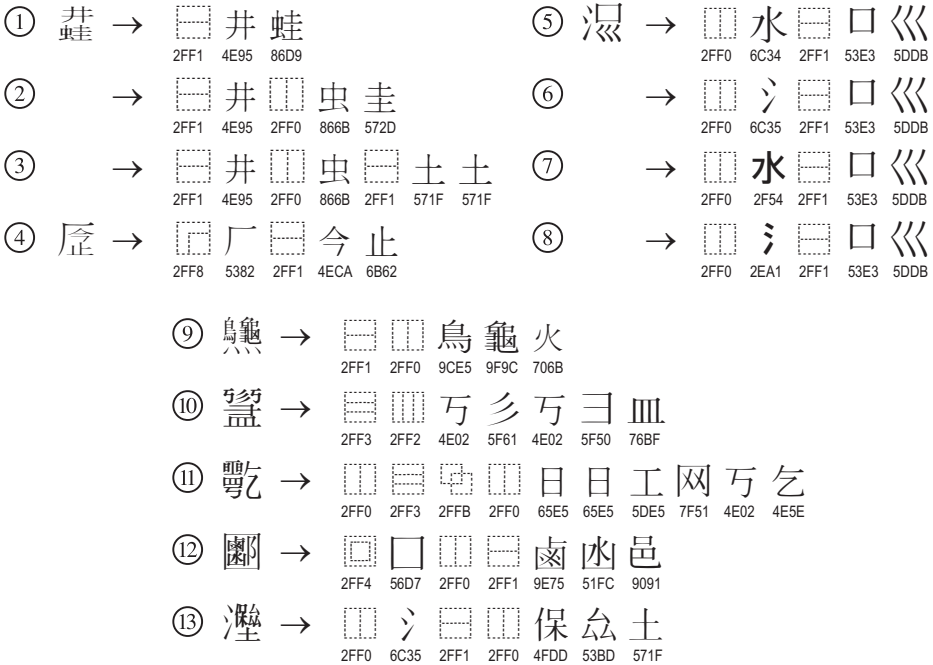 ① → ⿱ 井 蛙
2FF1 4E95 86D9
② → ⿱ 井 ⿰ 虫 圭
2FF1 4E95 2FF0 866B 572D
③ → ⿱ 井 ⿰ 虫 ⿱ 土 土
2FF1 4E95 2FF0 866B 2FF1 571F 571F
④ → ⿸ 厂 ⿱ 今 止
2FF8 5382 2FF1 4ECA 6B62
⑤ → ⿰ 水 ⿱ 口 巛
2FF0 6C34 2FF1 53E3 5DDB
⑥ → ⿰ 氵 ⿱ 口 巛
2FF0 6C35 2FF1 53E3 5DDB
⑦ → ⿰ ⽔ ⿱ 口 巛
2FF0 2F54 2FF1 53E3 5DDB
⑧ → ⿰ ⺡ ⿱ 口 巛
2FF0 2EA1 2FF1 53E3 5DDB
⑨ → ⿱ ⿰ 鳥 龜 火
2FF1 2FF0 9CE5 9F9C 706B
⑩ → ⿳ ⿲ 丂 彡 丂 彐 皿
2FF3 2FF2 4E02 5F61 4E02 5F50 76BF
⑪ → ⿰ ⿳ ⿻ ⿰ 日 日 工 网 丂 乞
2FF0 2FF3 2FFB 2FF0 65E5 65E5 5DE5 7F51 4E02 4E5E
⑫ → ⿴ 囗 ⿰ ⿱ 鹵 凼 邑
2FF4 56D7 2FF0 2FF1 9E75 51FC 9091
⑬ → ⿰ 氵 ⿱ ⿰ 保 厽 土
2FF0 6C35 2FF1 2FF0 4FDD 53BD 571F